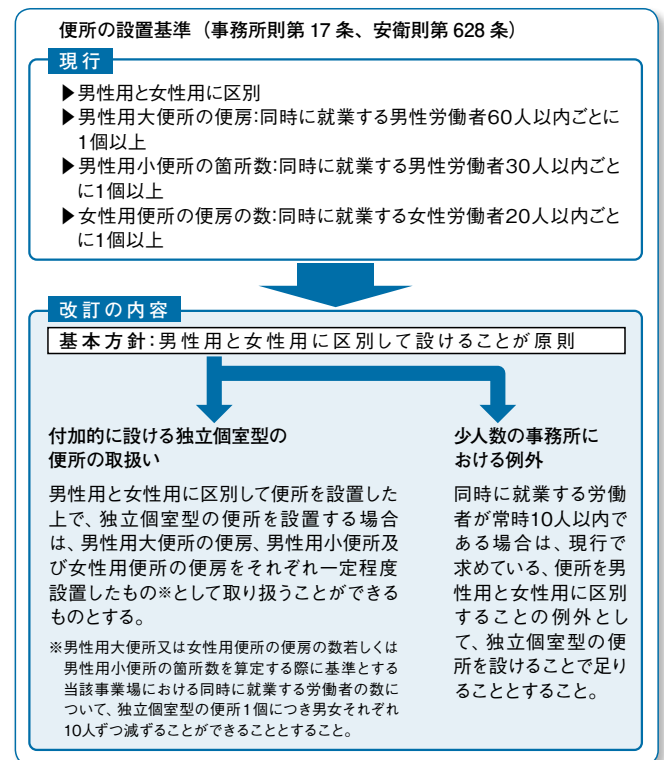 便所の設置基準（事務所則第17条、安衛則第628条）
現行
▶男性用と女性用に区別
▶男性用大便所の便房:同時に就業する男性労働者60人以内ごとに
1個以上
▶男性用小便所の箇所数:同時に就業する男性労働者30人以内ごと
に1個以上
▶女性用便所の便房の数:同時に就業する女性労働者20人以内ごと
に1個以上
改訂の内容
基本方針:男性用と女性用に区別して設けることが原則
付加的に設ける独立個室型の
便所の取扱い
男性用と女性用に区別して便所を設置した
上で、独立個室型の便所を設置する場合
は、男性用大便所の便房、男性用小便所及
び女性用便所の便房をそれぞれ一定程度
設置したもの※として取り扱うことができる
ものとする。
※男性用大便所又は女性用便所の便房の数若しくは
男性用小便所の箇所数を算定する際に基準とする
当該事業場における同時に就業する労働者の数に
ついて、独立個室型の便所1個につき男女それぞれ
10人ずつ減ずることができることとすること。
少人数の事務所に
おける例外
同時に就業する労働
者が常時10人以内で
ある場合は、現行で
求めている、便所を男
性用と女性用に区別
することの例外とし
て、独立個室型の便
所を設けることで足り
ることとすること。